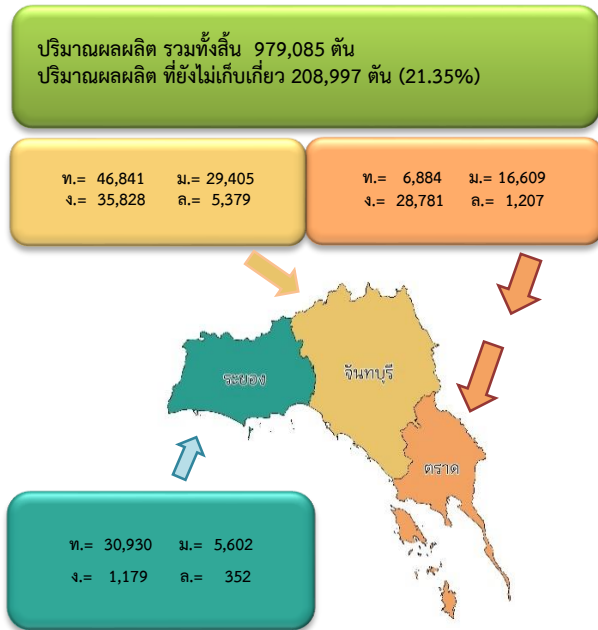 ปริมาณผลผลิต รวมทั้งสิ้น 979,085 ตัน
ปริมาณผลผลิต ที่ยังไม่เก็บเกี่ยว 208,997 ตัน (21.35%)
ท.= 46,841 ม.= 29,405
ง.= 35,828 ล.= 5,379
ท.= 6,884 ม.= 16,609
ง.= 28,781 ล.= 1,207
ระยอง
จันทบุรี
ตราด
ท.= 30,930 ม.= 5,602
ง.= 1,179 ล.= 352